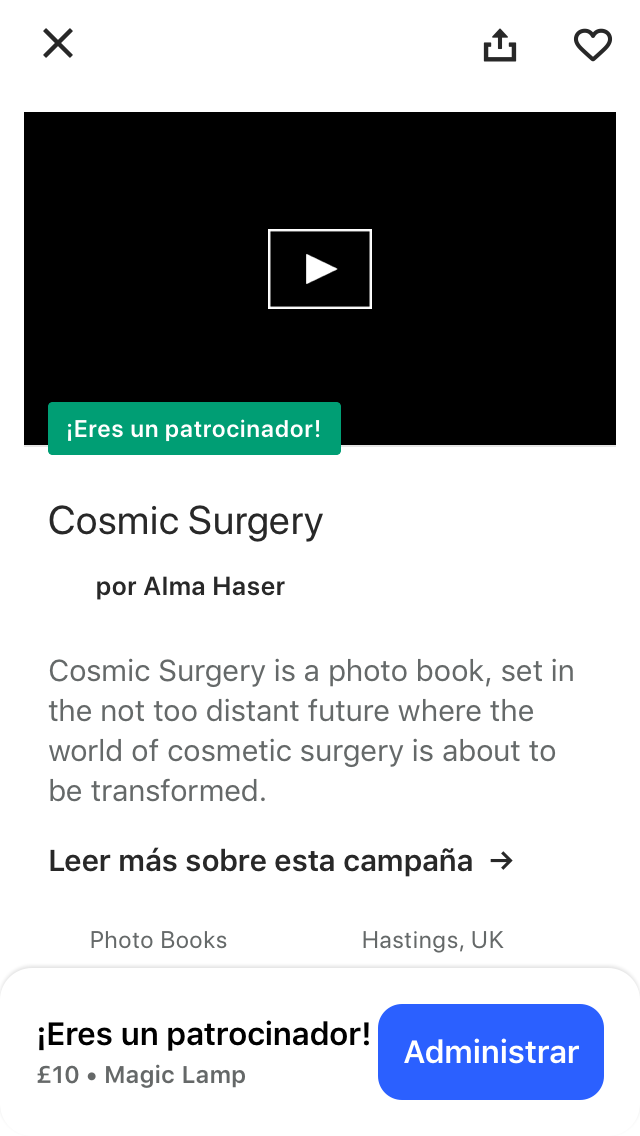 ¡Eres un patrocinador!
Cosmic Surgery
por Alma Haser
Cosmic Surgery is a photo book, set in
the not too distant future where the
world of cosmetic surgery is about to
be transformed.
Leer más sobre esta campaña →
Photo Books
Hastings, UK
¡Eres un patrocinador!
£10 • Magic Lamp
Administrar